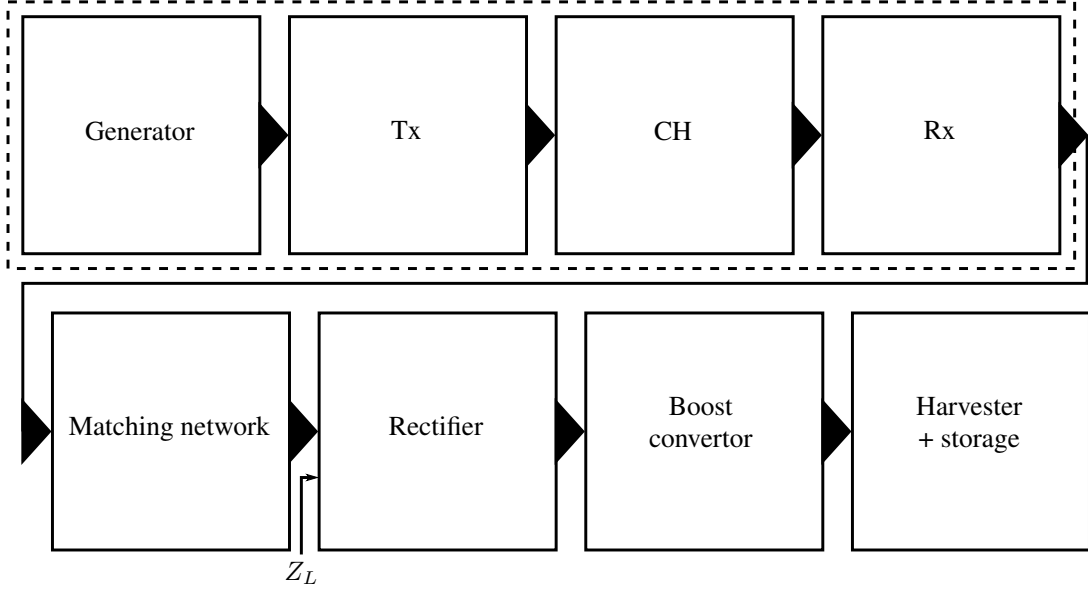 Generator
Tx
CH
Rx
Matching network
Rectifier
Boost
convertor
Harvester
+ storage
Z_L